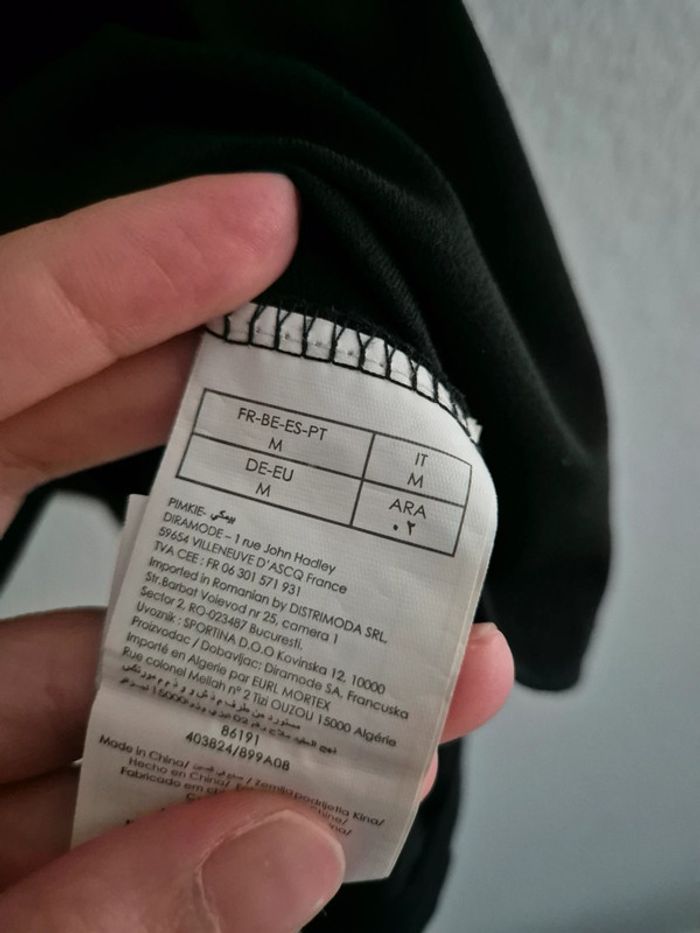 FR-BE-ES-PT
M
IT
M
DE-EU
M
ARA
٠٢
PIMKIE- بيمكي
DIRAMODE – 1 rue John Hadley
59654 VILLENEUVE D'ASCQ France
TVA CEE : FR 06 301 571 931
Imported in Romanian by DISTRIMODA SRL,
Str.Barbat Voievod nr 25, camera 1
Sector 2, RO-023487 Bucuresti.
Uvoznik : SPORTINA D.O.O Kovinska 12, 10000
Proizvodac / Dobavljac: Diramode SA, Francuska
Importé en Algerie par EURL MORTEX
Rue colonel Mellah n° 2 Tizi OUZOU 15000 Algérie
86191
403824/899A08
Made in China/ / Zemlja podrijetla Kina/
Hecho en China/
Fabricado em